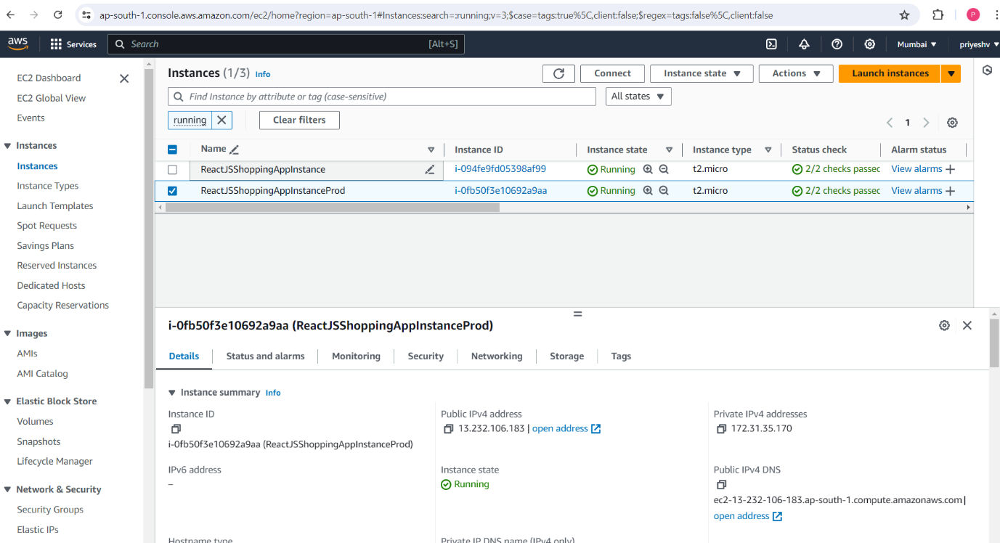 ap-south-1.console.aws.amazon.com/ec2/home?region=ap-south-1#Instances:search=:running;v=3;$case=tags:true%5C,client:false;$regex=tags:false%5C,client:false
P
aws Services Search [Alt+S] Mumbai priyeshv
EC2 Dashboard
EC2 Global View
Events
Instances
Instances
Instance Types
Launch Templates
Spot Requests
Savings Plans
Reserved Instances
Dedicated Hosts
Capacity Reservations
Images
AMIs
AMI Catalog
Elastic Block Store
Volumes
Snapshots
Lifecycle Manager
Network & Security
Security Groups
Elastic IPs
Instances (1/3) Info Connect Instance state Actions Launch instances
Find Instance by attribute or tag (case-sensitive) All states
running Clear filters 1
Name Instance ID Instance state Instance type Status check Alarm status
ReactJSShoppingAppInstance i-094fe9fd05398af99 Running t2.micro 2/2 checks passec View alarms
ReactJSShoppingAppInstanceProd i-0fb50f3e10692a9aa Running t2.micro 2/2 checks passec View alarms
i-0fb50f3e10692a9aa (ReactJSShoppingAppInstanceProd)
Details Status and alarms Monitoring Security Networking Storage Tags
Instance summary Info
Instance ID
i-0fb50f3e10692a9aa (ReactJSShoppingAppInstanceProd)
Public IPv4 address
13.232.106.183 | open address
Private IPv4 addresses
172.31.35.170
IPv6 address
–
Instance state
Running
Public IPv4 DNS
ec2-13-232-106-183.ap-south-1.compute.amazonaws.com |
open address
Hostname type Private IP DNS name (IPv4 only)